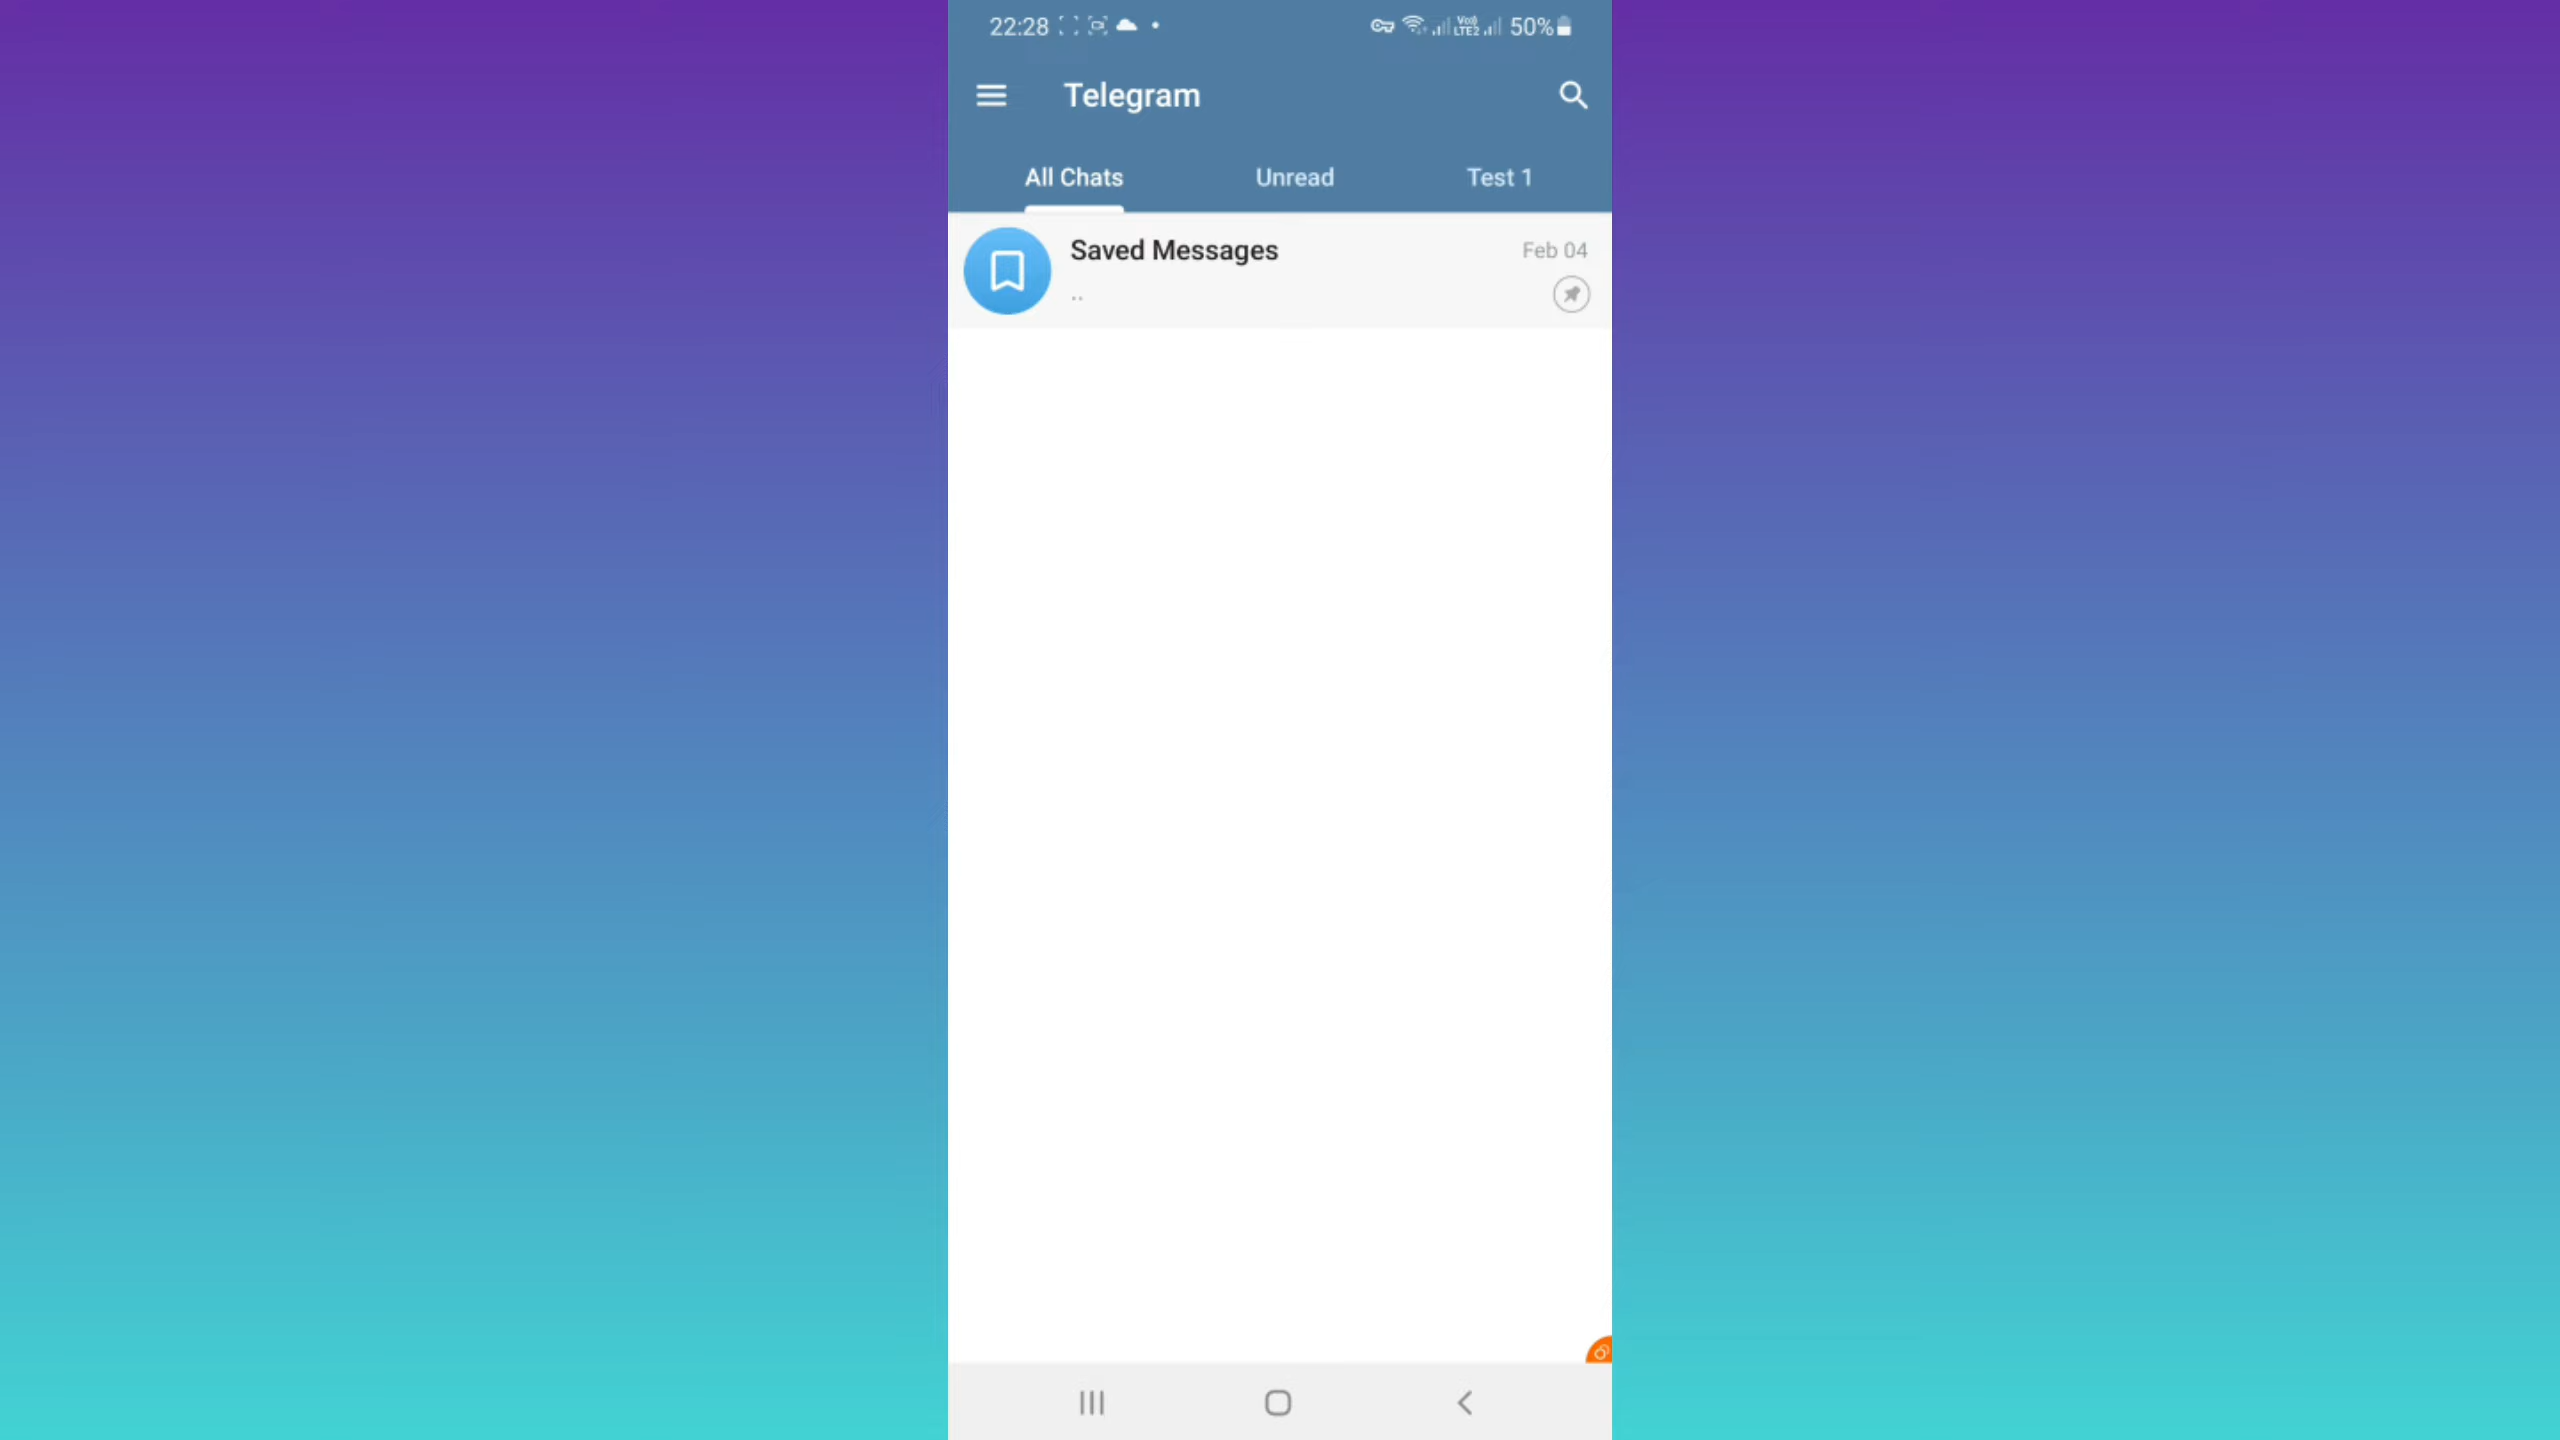 22:28 50%
Telegram
All Chats Unread Test 1
Saved Messages Feb 04
..